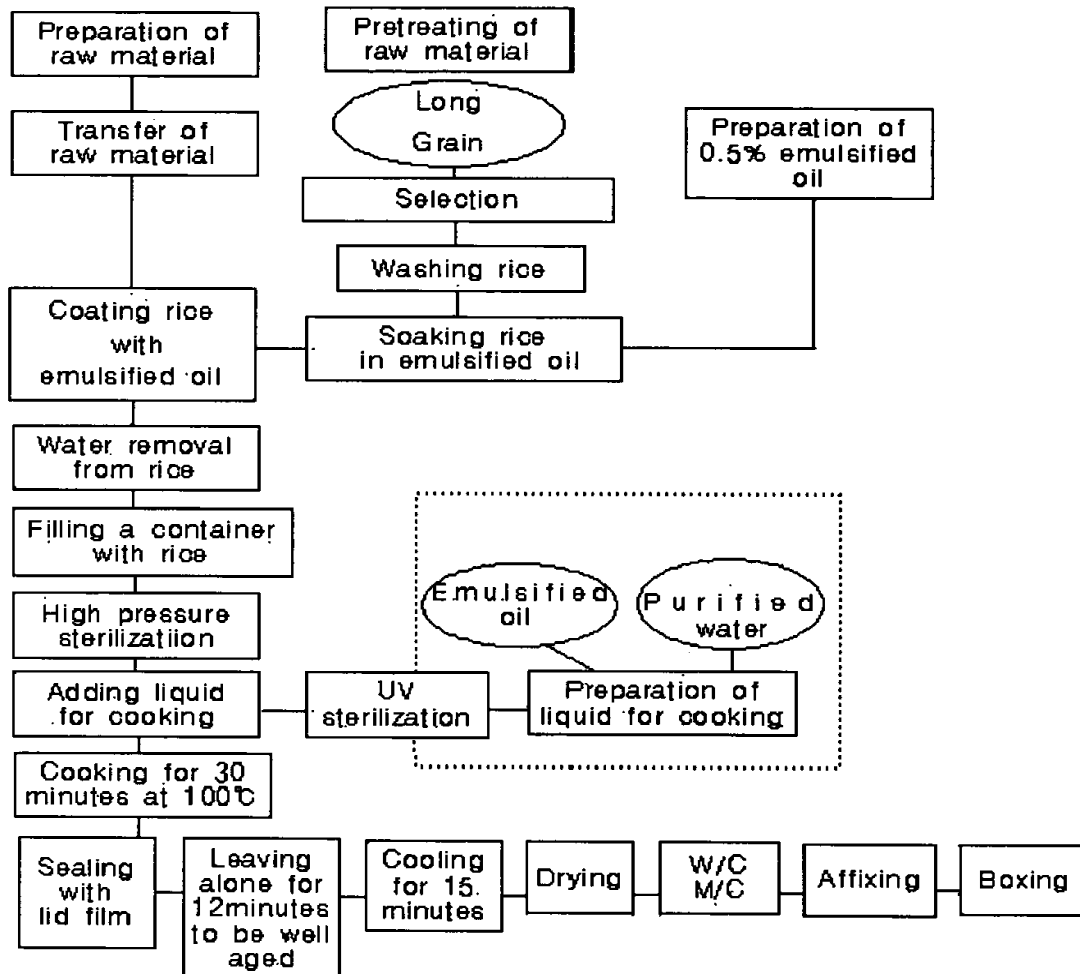 Preparation of
raw material
Pretreating of
raw material
Long
Grain
Transfer of
raw material
Preparation of
0.5% emulsified
oil
Selection
Washing rice
Coating rice
with
emulsified oil
Soaking rice
in emulsified oil
Water removal
from rice
Filling a container
with rice
High pressure
sterilizatiion
Emulsified
oil
Purified
water
Adding liquid
for cooking
UV
sterilization
Preparation of
liquid for cooking
Cooking for 30
minutes at 100℃
Sealing
with
lid film
Leaving
alone for
12minutes
to be well
aged
Cooling
for 15.
minutes
Drying
W/C
M/C
Affixing
Boxing